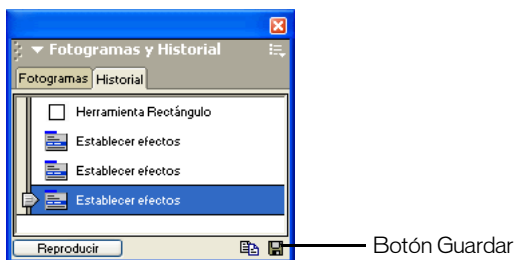 Fotogramas y Historial
Fotogramas Historial
Herramienta Rectángulo
Establecer efectos
Establecer efectos
Establecer efectos
Reproducir
Botón Guardar